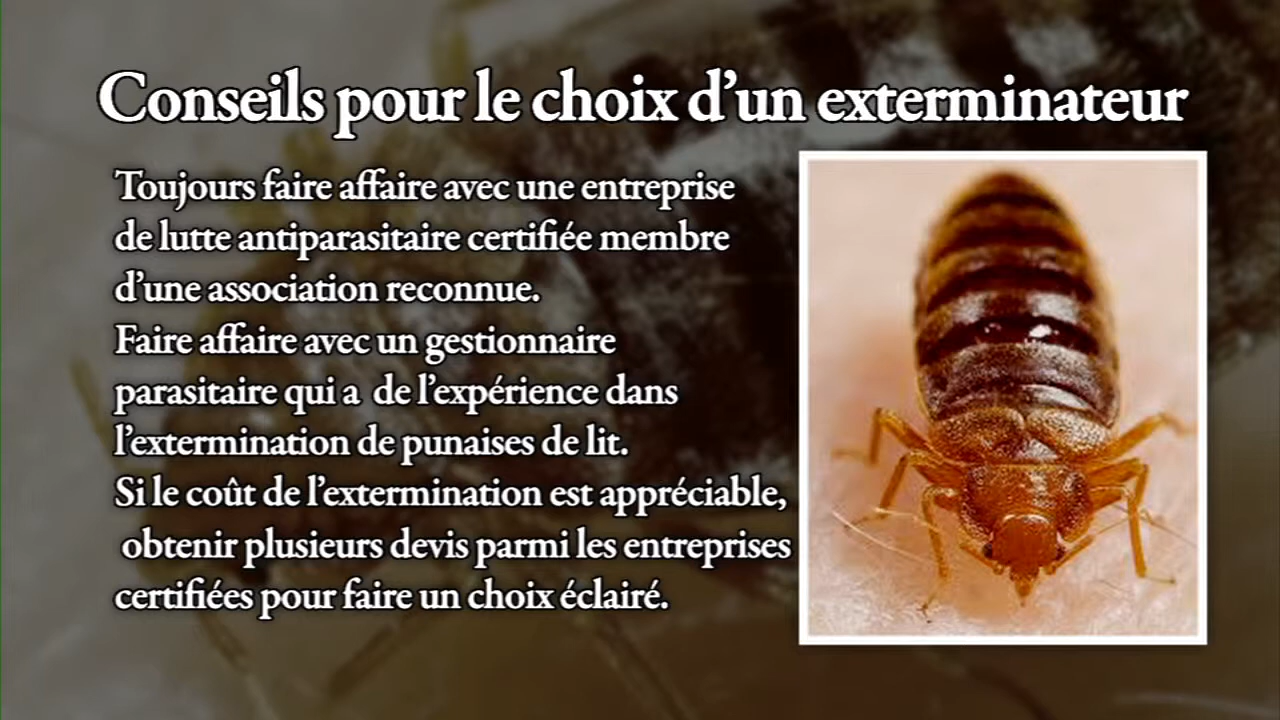 Conseils pour le choix d’un exterminateur
Toujours faire affaire avec une entreprise
de lutte antiparasitaire certifiée membre
d’une association reconnue.
Faire affaire avec un gestionnaire
parasitaire qui a  de l’expérience dans
l’extermination de punaises de lit.
Si le coût de l’extermination est appréciable,
obtenir plusieurs devis parmi les entreprises
certifiées pour faire un choix éclairé.